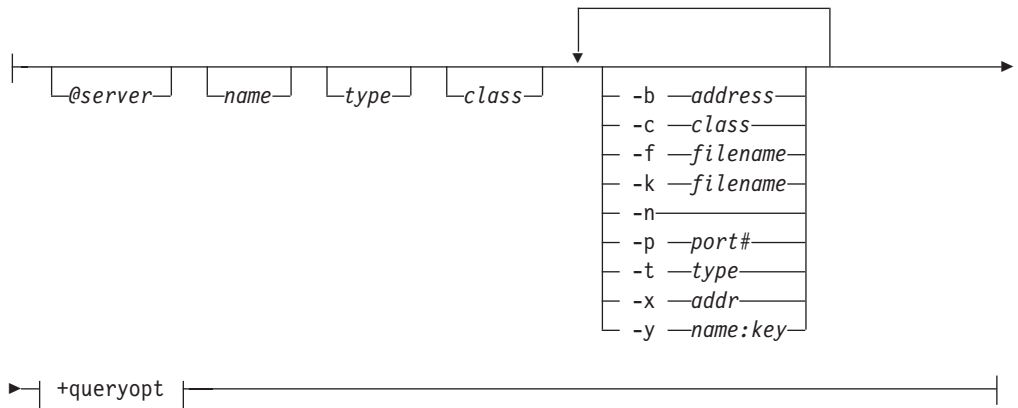 @server name type class
-b address
-c class
-f filename
-k filename
-n
-p port#
-t type
-x addr
-y name:key
+queryopt